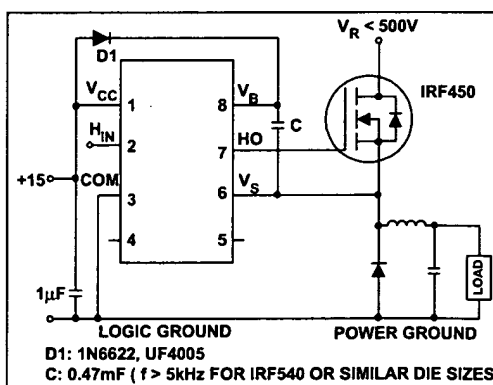 V_R < 500V
D1
IRF450
V_CC
1
8
V_B
C
H_IN
2
7
HO
+15
COM
3
6
V_S
4
5
1μF
LOAD
LOGIC GROUND
POWER GROUND
D1: 1N6622, UF4005
C: 0.47mF ( f > 5kHz FOR IRF540 OR SIMILAR DIE SIZES